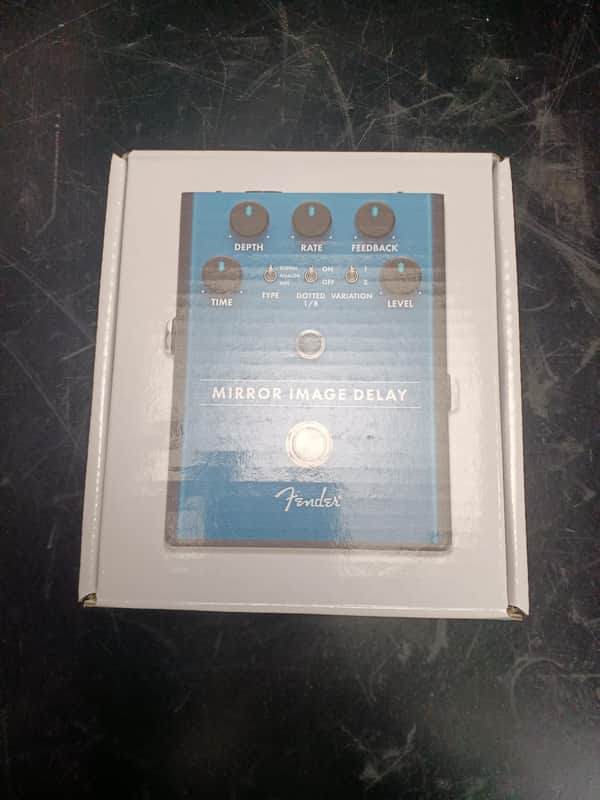 DEPTH RATE FEEDBACK
DIGITAL
ANALOG
TAPE
ON
OFF
1
2
TIME TYPE DOTTED 1/8 VARIATION LEVEL
MIRROR IMAGE DELAY
Fender